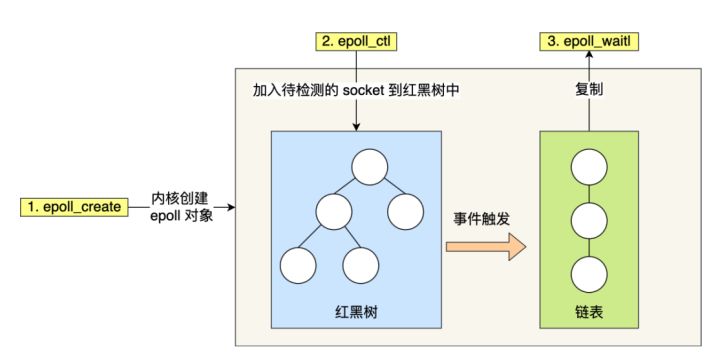 2. epoll_ctl
3. epoll_waitl
加入待检测的 socket 到红黑树中
复制
1. epoll_create
内核创建
epoll 对象
事件触发
红黑树
链表